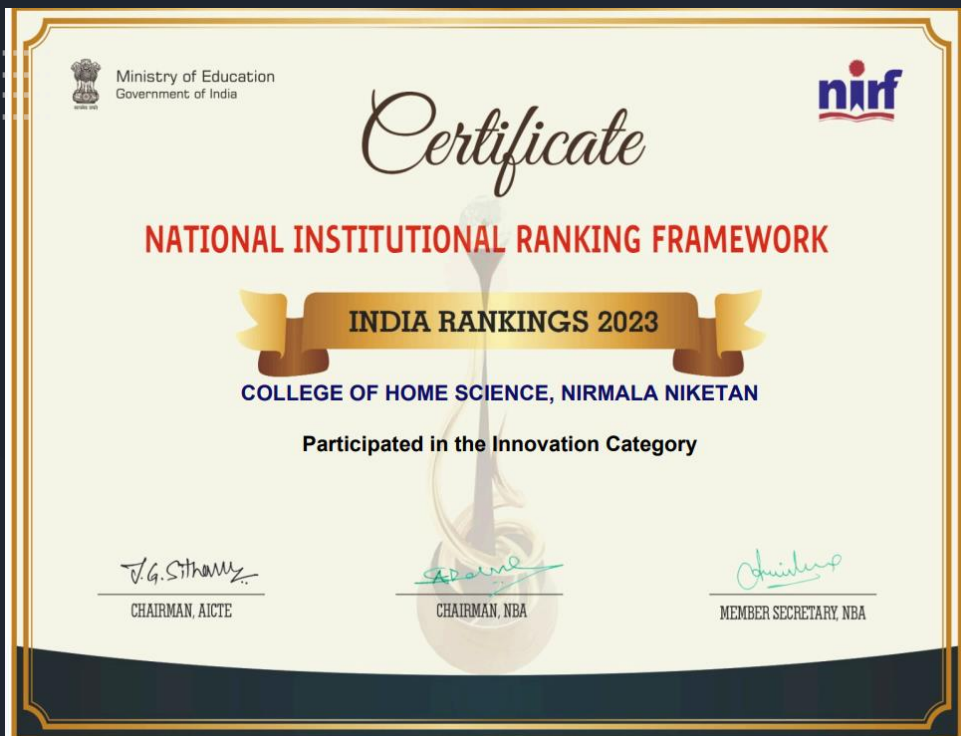 Ministry of Education
Government of India
nirf
Certificate
NATIONAL INSTITUTIONAL RANKING FRAMEWORK
INDIA RANKINGS 2023
COLLEGE OF HOME SCIENCE, NIRMALA NIKETAN
Participated in the Innovation Category
T.G. Sitharam
CHAIRMAN, AICTE
CHAIRMAN, NBA
MEMBER SECRETARY, NBA